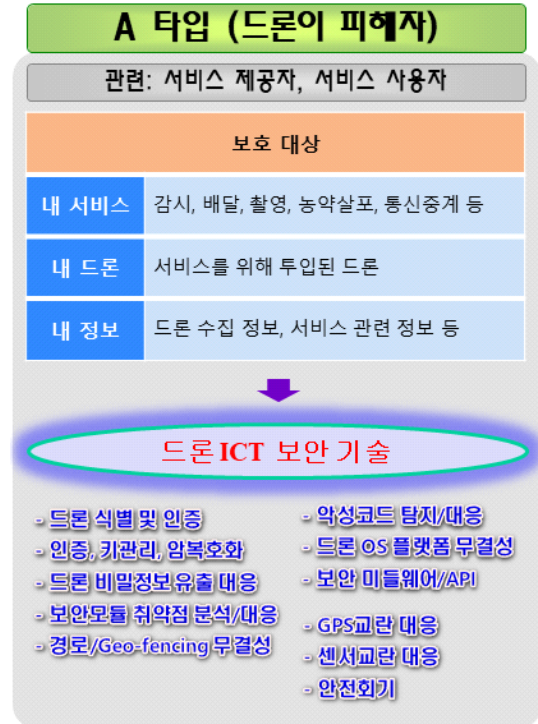 A 타입 (드론이 피해자)
관련: 서비스 제공자, 서비스 사용자
보호 대상
내 서비스 감시, 배달, 촬영, 농약살포, 통신중계 등
내 드론 서비스를 위해 투입된 드론
내 정보 드론 수집 정보, 서비스 관련 정보 등
드론 ICT 보안 기술
- 드론 식별 및 인증
- 인증, 키관리, 암복호화
- 드론 비밀정보 유출 대응
- 보안모듈 취약점 분석/대응
- 경로/Geo-fencing 무결성
- 악성코드 탐지/대응
- 드론 OS 플랫폼 무결성
- 보안 미들웨어/API
- GPS교란 대응
- 센서교란 대응
- 안전회기